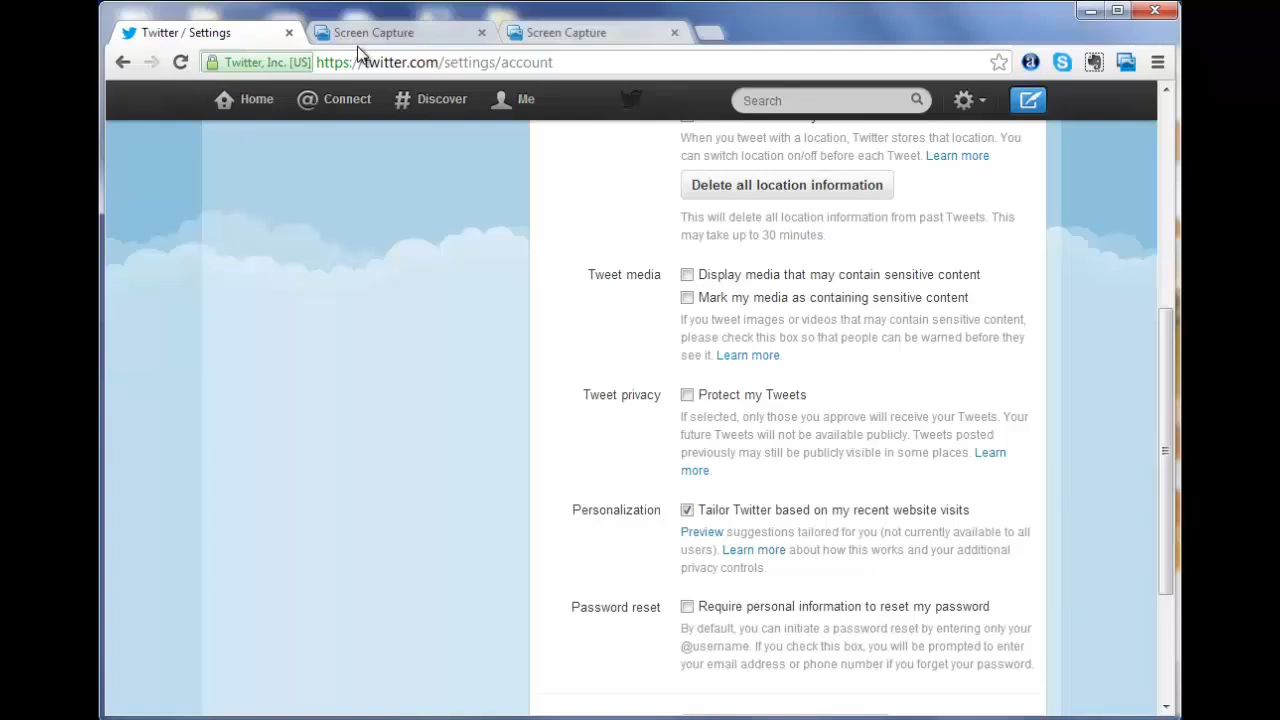 Twitter / Settings
Screen Capture
Screen Capture
Twitter, Inc. [US]
https://twitter.com/settings/account
Home
Connect
Discover
Me
Search
When you tweet with a location, Twitter stores that location. You
can switch location on/off before each Tweet. Learn more
Delete all location information
This will delete all location information from past Tweets. This
may take up to 30 minutes.
Tweet media
Display media that may contain sensitive content
Mark my media as containing sensitive content
If you tweet images or videos that may contain sensitive content,
please check this box so that people can be warned before they
see it. Learn more.
Tweet privacy
Protect my Tweets
If selected, only those you approve will receive your Tweets. Your
future Tweets will not be available publicly. Tweets posted
previously may still be publicly visible in some places. Learn
more.
Personalization
Tailor Twitter based on my recent website visits
Preview suggestions tailored for you (not currently available to all
users). Learn more about how this works and your additional
privacy controls.
Password reset
Require personal information to reset my password
By default, you can initiate a password reset by entering only your
@username. If you check this box, you will be prompted to enter
your email address or phone number if you forget your password.